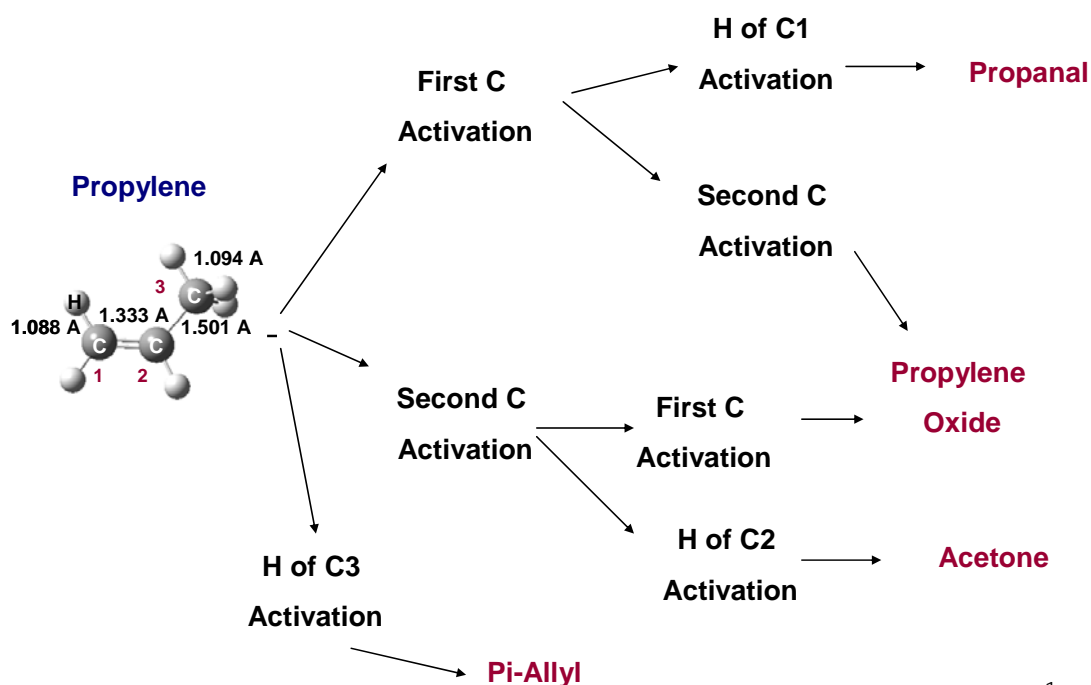 H of C1
Activation
Propanal
First C
Activation
Second C
Activation
Propylene
1.094 A
3
C
H
1.088 A
1.333 A
1.501 A
C
C
1
2
Propylene
Oxide
Second C
Activation
First C
Activation
H of C2
Activation
Acetone
H of C3
Activation
Pi-Allyl